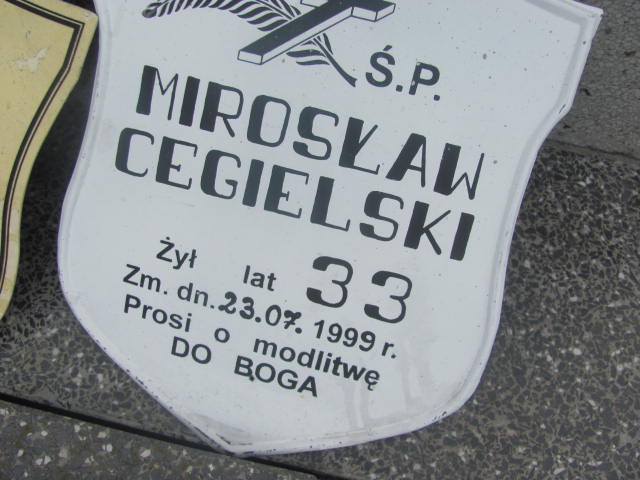 Ś.P.
MIROSŁAW
CEGIELSKI
Żył lat 33
Zm. dn. 23.07. 1999 r.
Prosi o modlitwę
DO BOGA